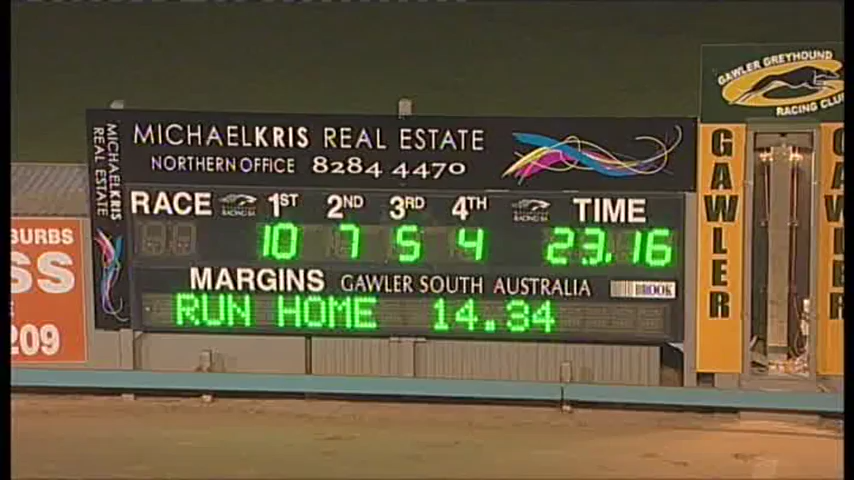 GAWLER GREYHOUND
RACING CLUB
MICHAELKRIS REAL ESTATE
NORTHERN OFFICE 8284 4470
MICHAELKRIS
REAL ESTATE
RACE 1ST 2ND 3RD 4TH TIME
10 7 5 4 23.16
MARGINS GAWLER SOUTH AUSTRALIA BROOK
RUN HOME 14.34
GAWLER
BURBS
209